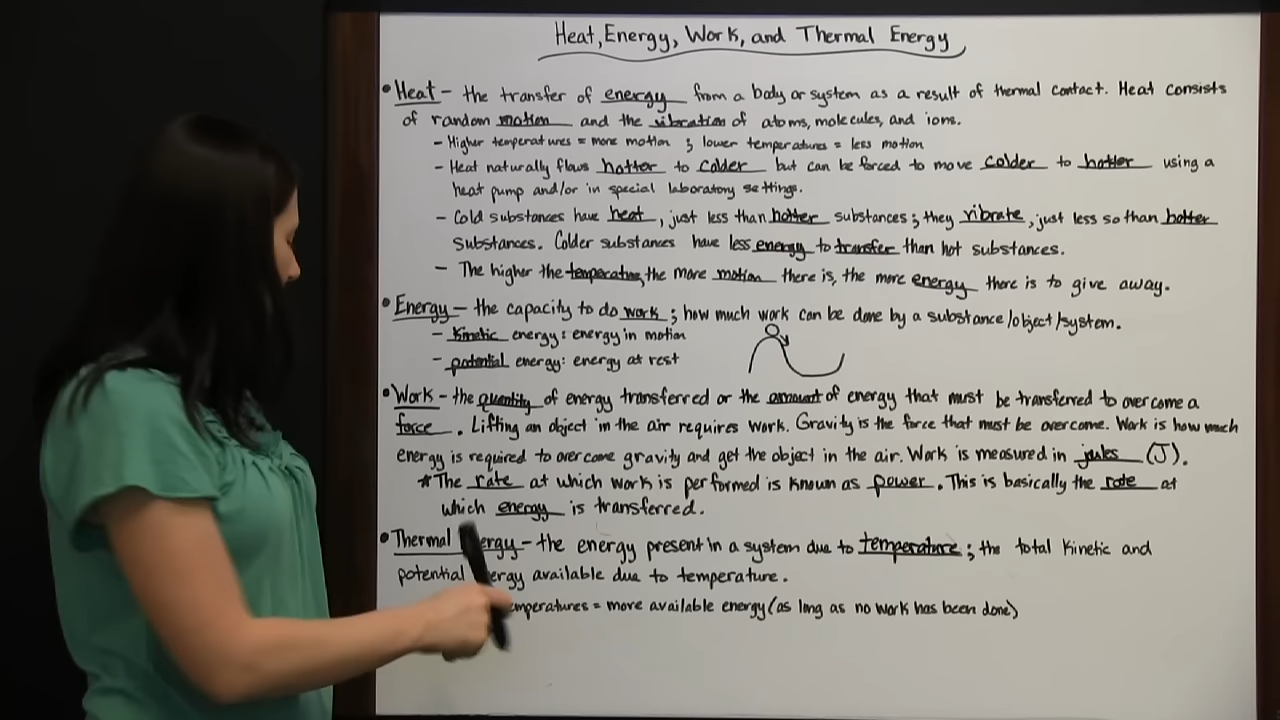 Heat, Energy, Work, and Thermal Energy
• Heat - the transfer of energy from a body or system as a result of thermal contact. Heat consists
of random motion and the vibration of atoms, molecules, and ions.
- Higher temperatures = more motion ; lower temperatures = less motion
- Heat naturally flows hotter to colder but can be forced to move colder to hotter using a
heat pump and/or in special laboratory settings.
- Cold substances have heat, just less than hotter substances; they vibrate, just less so than hotter
substances. Colder substances have less energy to transfer than hot substances.
- The higher the temperature, the more motion there is, the more energy there is to give away.
• Energy - the capacity to do work ; how much work can be done by a substance/object/system.
- kinetic energy: energy in motion
- potential energy: energy at rest
• Work - the quantity of energy transferred or the amount of energy that must be transferred to overcome a
force. Lifting an object in the air requires work. Gravity is the force that must be overcome. Work is how much
energy is required to overcome gravity and get the object in the air. Work is measured in joules (J).
* The rate at which work is performed is known as power. This is basically the rate at
which energy is transferred.
• Thermal ergy - the energy present in a system due to temperature ; the total kinetic and
potential ergy available due to temperature.
emperatures = more available energy (as long as no work has been done)